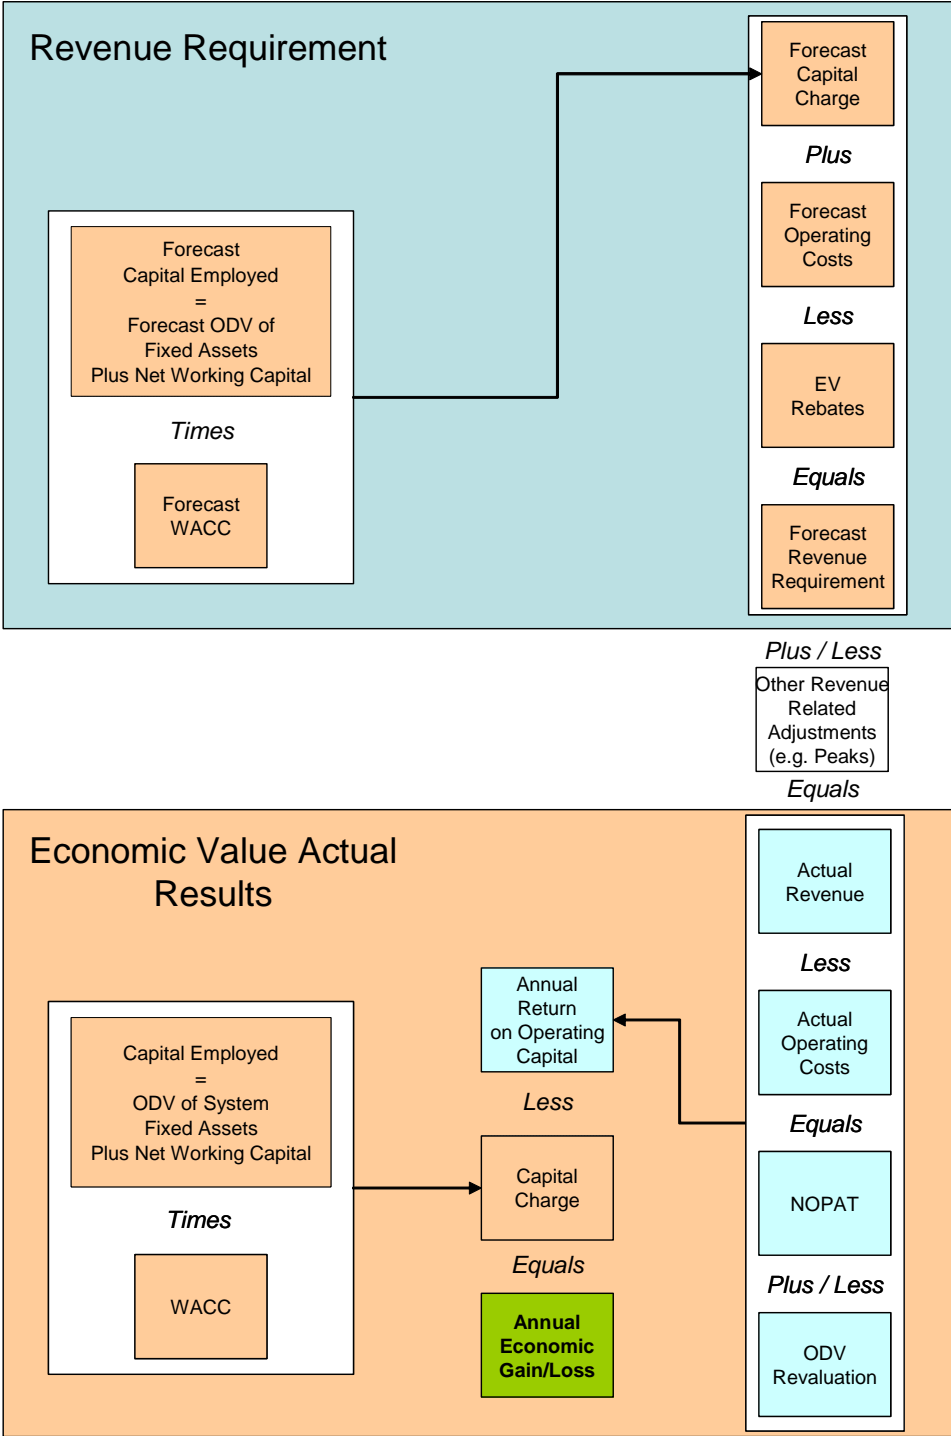 Revenue Requirement
Forecast
Capital Employed
=
Forecast ODV of
Fixed Assets
Plus Net Working Capital
Times
Forecast
WACC
Forecast
Capital
Charge
Plus
Forecast
Operating
Costs
Less
EV
Rebates
Equals
Forecast
Revenue
Requirement
Plus / Less
Other Revenue
Related
Adjustments
(e.g. Peaks)
Equals
Economic Value Actual
Results
Capital Employed
=
ODV of System
Fixed Assets
Plus Net Working Capital
Times
WACC
Annual
Return
on Operating
Capital
Less
Capital
Charge
Equals
Annual
Economic
Gain/Loss
Actual
Revenue
Less
Actual
Operating
Costs
Equals
NOPAT
Plus / Less
ODV
Revaluation